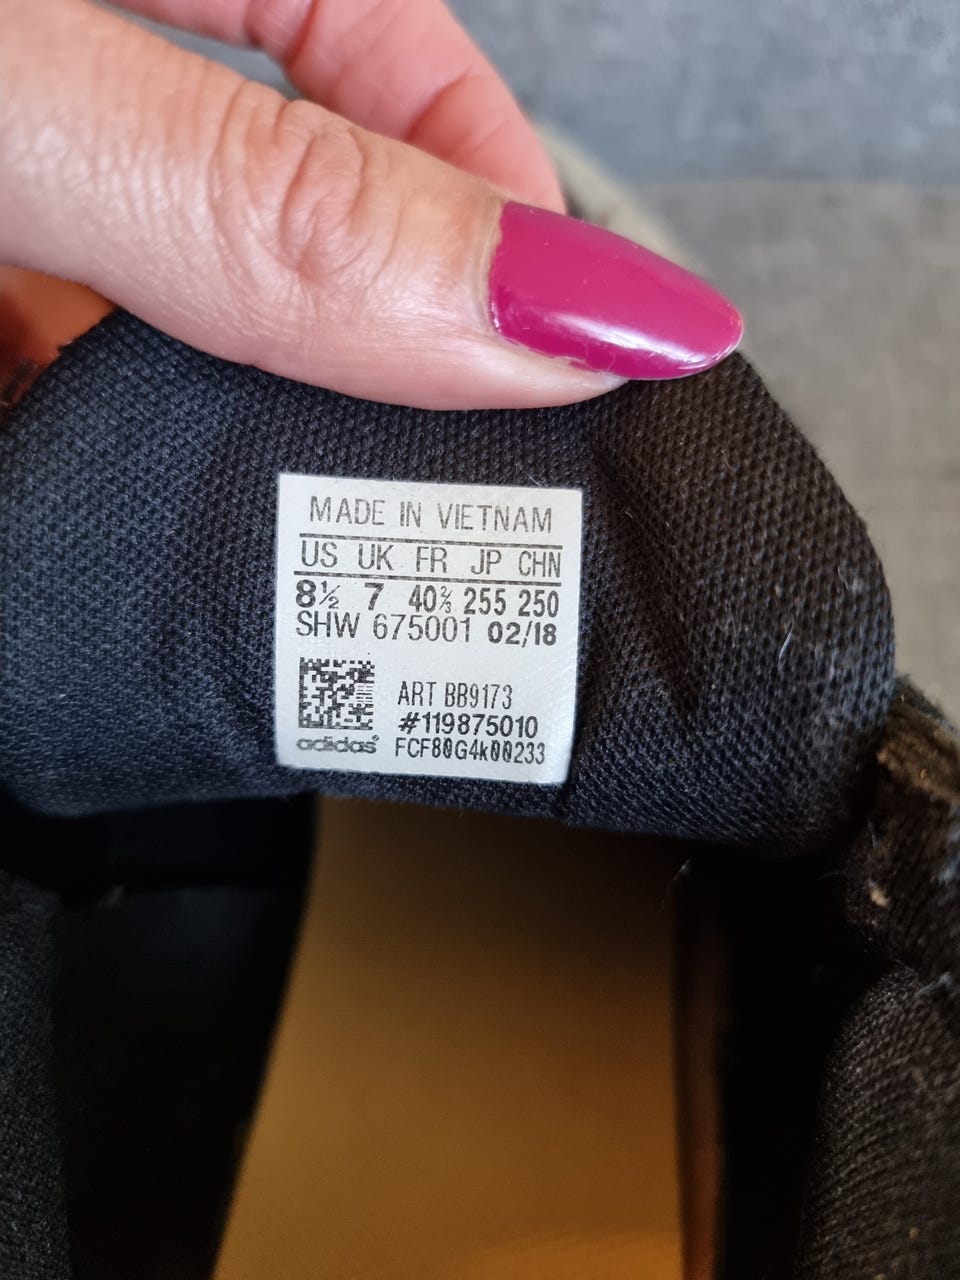 MADE IN VIETNAM
US UK FR JP CHN
8½ 7 40⅔ 255 250
SHW 675001 02/18
ART BB9173
#119875010
adidas FCF80G4k00233